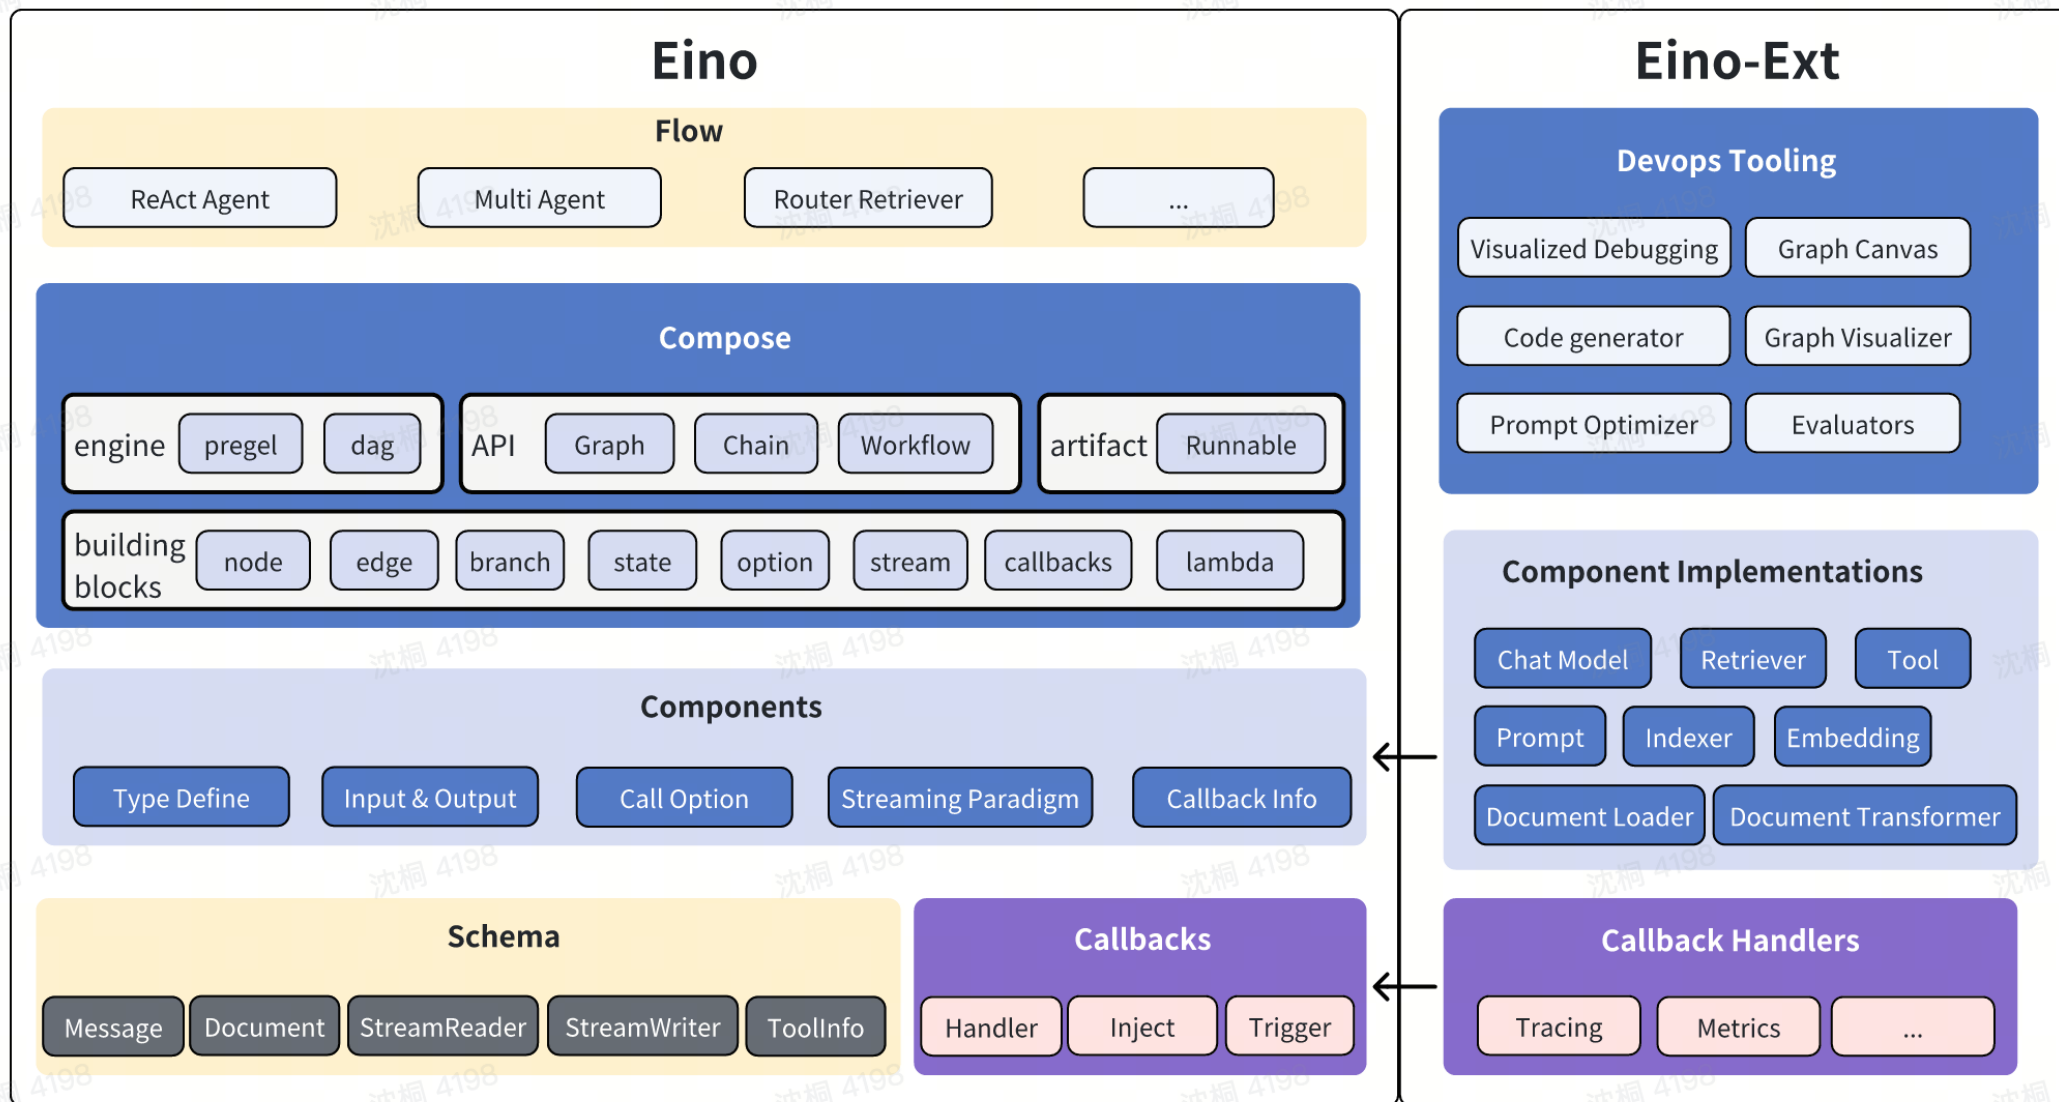 Eino
Flow
ReAct Agent
Multi Agent
Router Retriever
...
Compose
engine
pregel
dag
API
Graph
Chain
Workflow
artifact
Runnable
building
blocks
node
edge
branch
state
option
stream
callbacks
lambda
Components
Type Define
Input & Output
Call Option
Streaming Paradigm
Callback Info
Schema
Message
Document
StreamReader
StreamWriter
ToolInfo
Callbacks
Handler
Inject
Trigger
Eino-Ext
Devops Tooling
Visualized Debugging
Graph Canvas
Code generator
Graph Visualizer
Prompt Optimizer
Evaluators
Component Implementations
Chat Model
Retriever
Tool
Prompt
Indexer
Embedding
Document Loader
Document Transformer
Callback Handlers
Tracing
Metrics
...
沈桐 4198